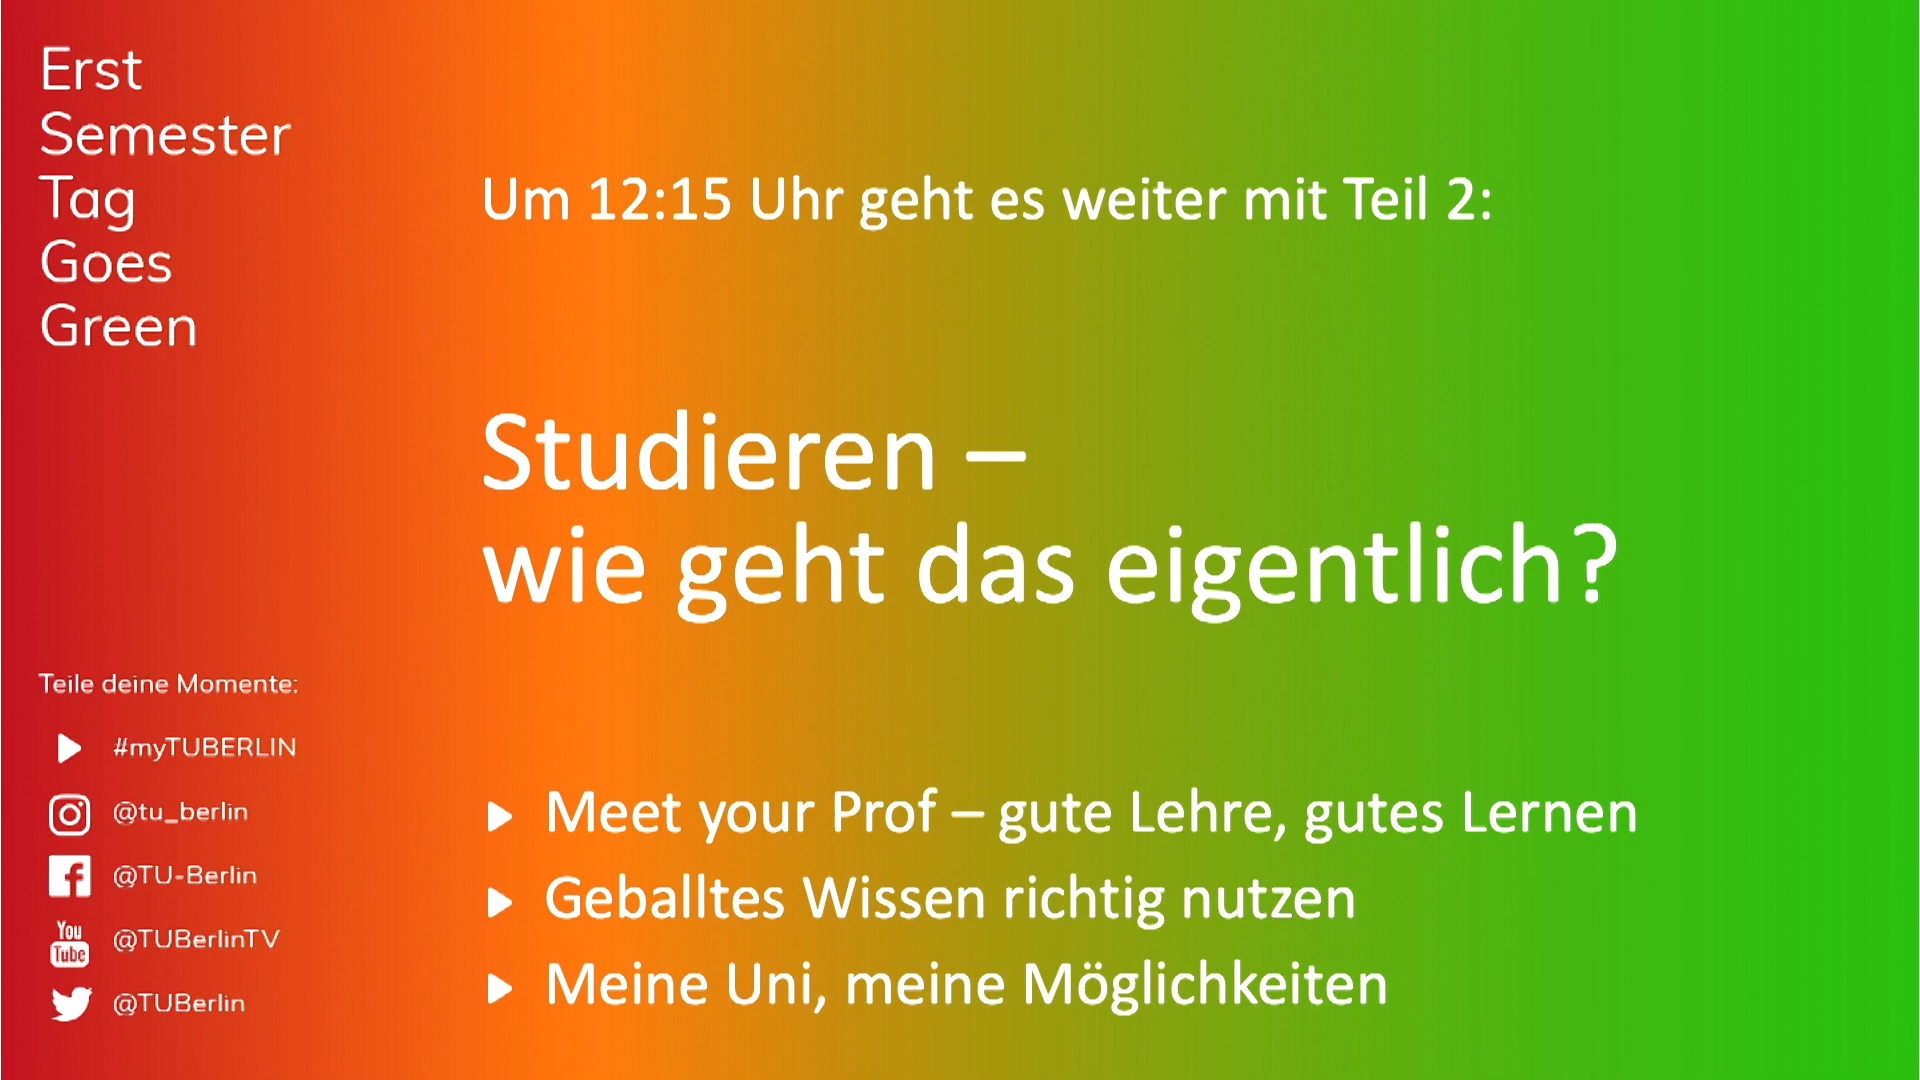 Erst
Semester
Tag
Goes
Green
Um 12:15 Uhr geht es weiter mit Teil 2:
Studieren –
wie geht das eigentlich?
Teile deine Momente:
#myTUBERLIN
@tu_berlin
@TU-Berlin
You
Tube
@TUBerlinTV
@TUBerlin
Meet your Prof – gute Lehre, gutes Lernen
Geballtes Wissen richtig nutzen
Meine Uni, meine Möglichkeiten